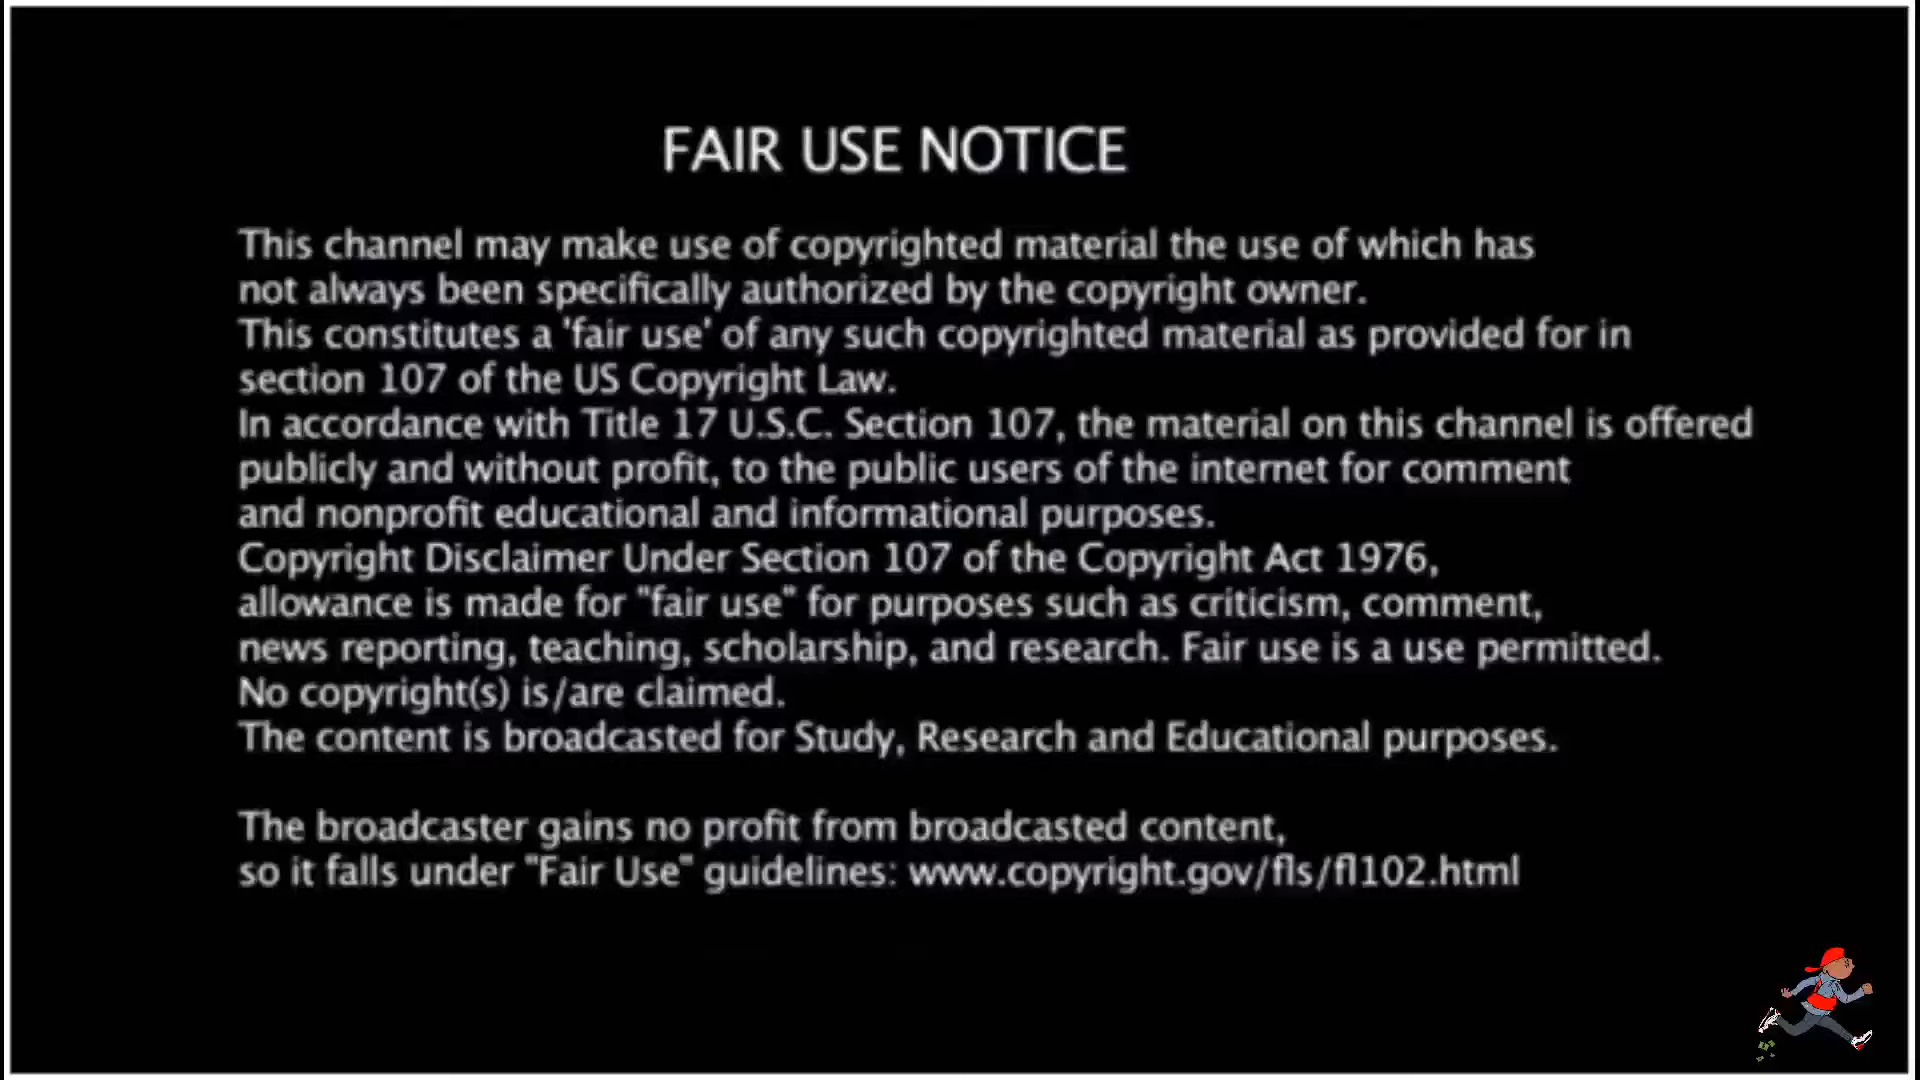 FAIR USE NOTICE
This channel may make use of copyrighted material the use of which has
not always been specifically authorized by the copyright owner.
This constitutes a 'fair use' of any such copyrighted material as provided for in
section 107 of the US Copyright Law.
In accordance with Title 17 U.S.C. Section 107, the material on this channel is offered
publicly and without profit, to the public users of the internet for comment
and nonprofit educational and informational purposes.
Copyright Disclaimer Under Section 107 of the Copyright Act 1976,
allowance is made for "fair use" for purposes such as criticism, comment,
news reporting, teaching, scholarship, and research. Fair use is a use permitted.
No copyright(s) is/are claimed.
The content is broadcasted for Study, Research and Educational purposes.
The broadcaster gains no profit from broadcasted content,
so it falls under "Fair Use" guidelines: www.copyright.gov/fls/fl102.html